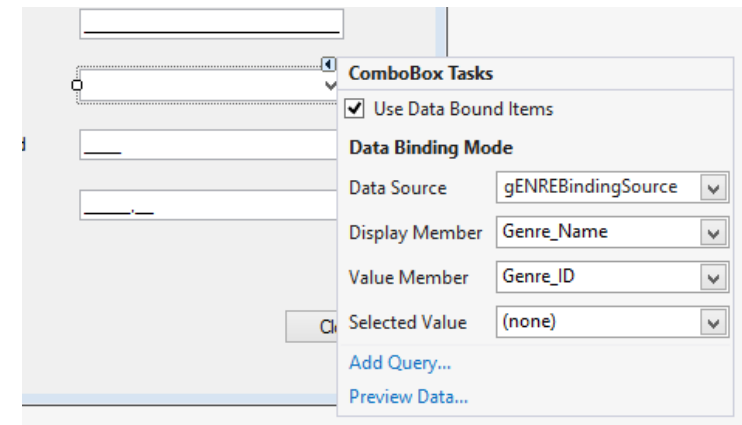 ComboBox Tasks
Use Data Bound Items
Data Binding Mode
Data Source gENREBindingSource
Display Member Genre_Name
Value Member Genre_ID
Selected Value (none)
Add Query...
Preview Data...